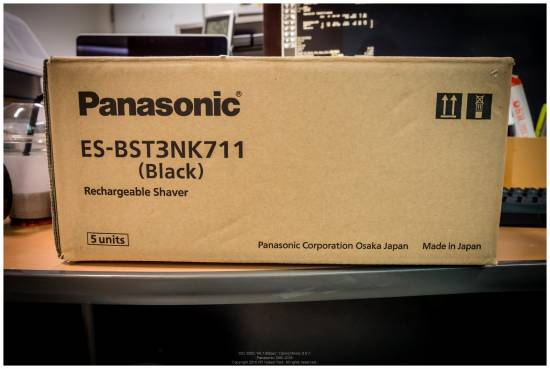 Panasonic®
ES-BST3NK711
(Black)
Rechargeable Shaver
5 units
Panasonic Corporation Osaka Japan Made in Japan